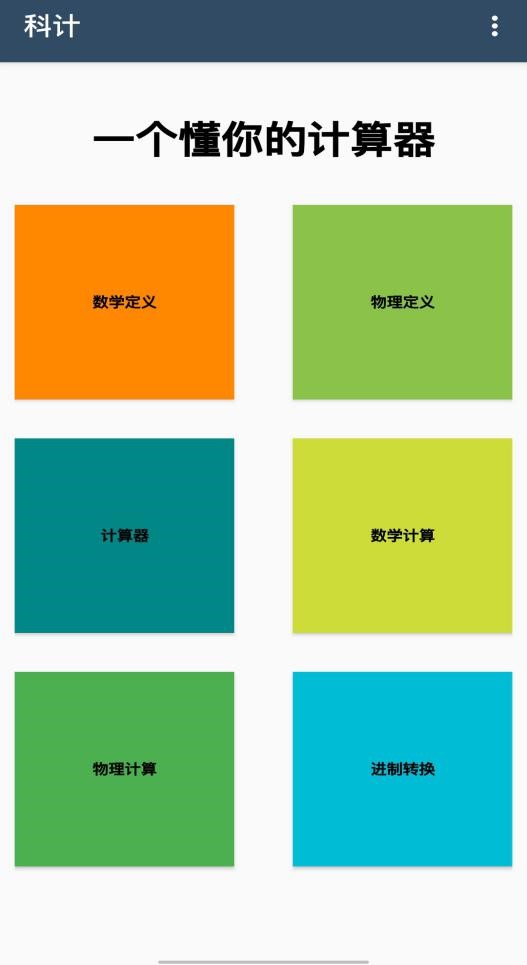 科计
一个懂你的计算器
数学定义
物理定义
计算器
数学计算
物理计算
进制转换